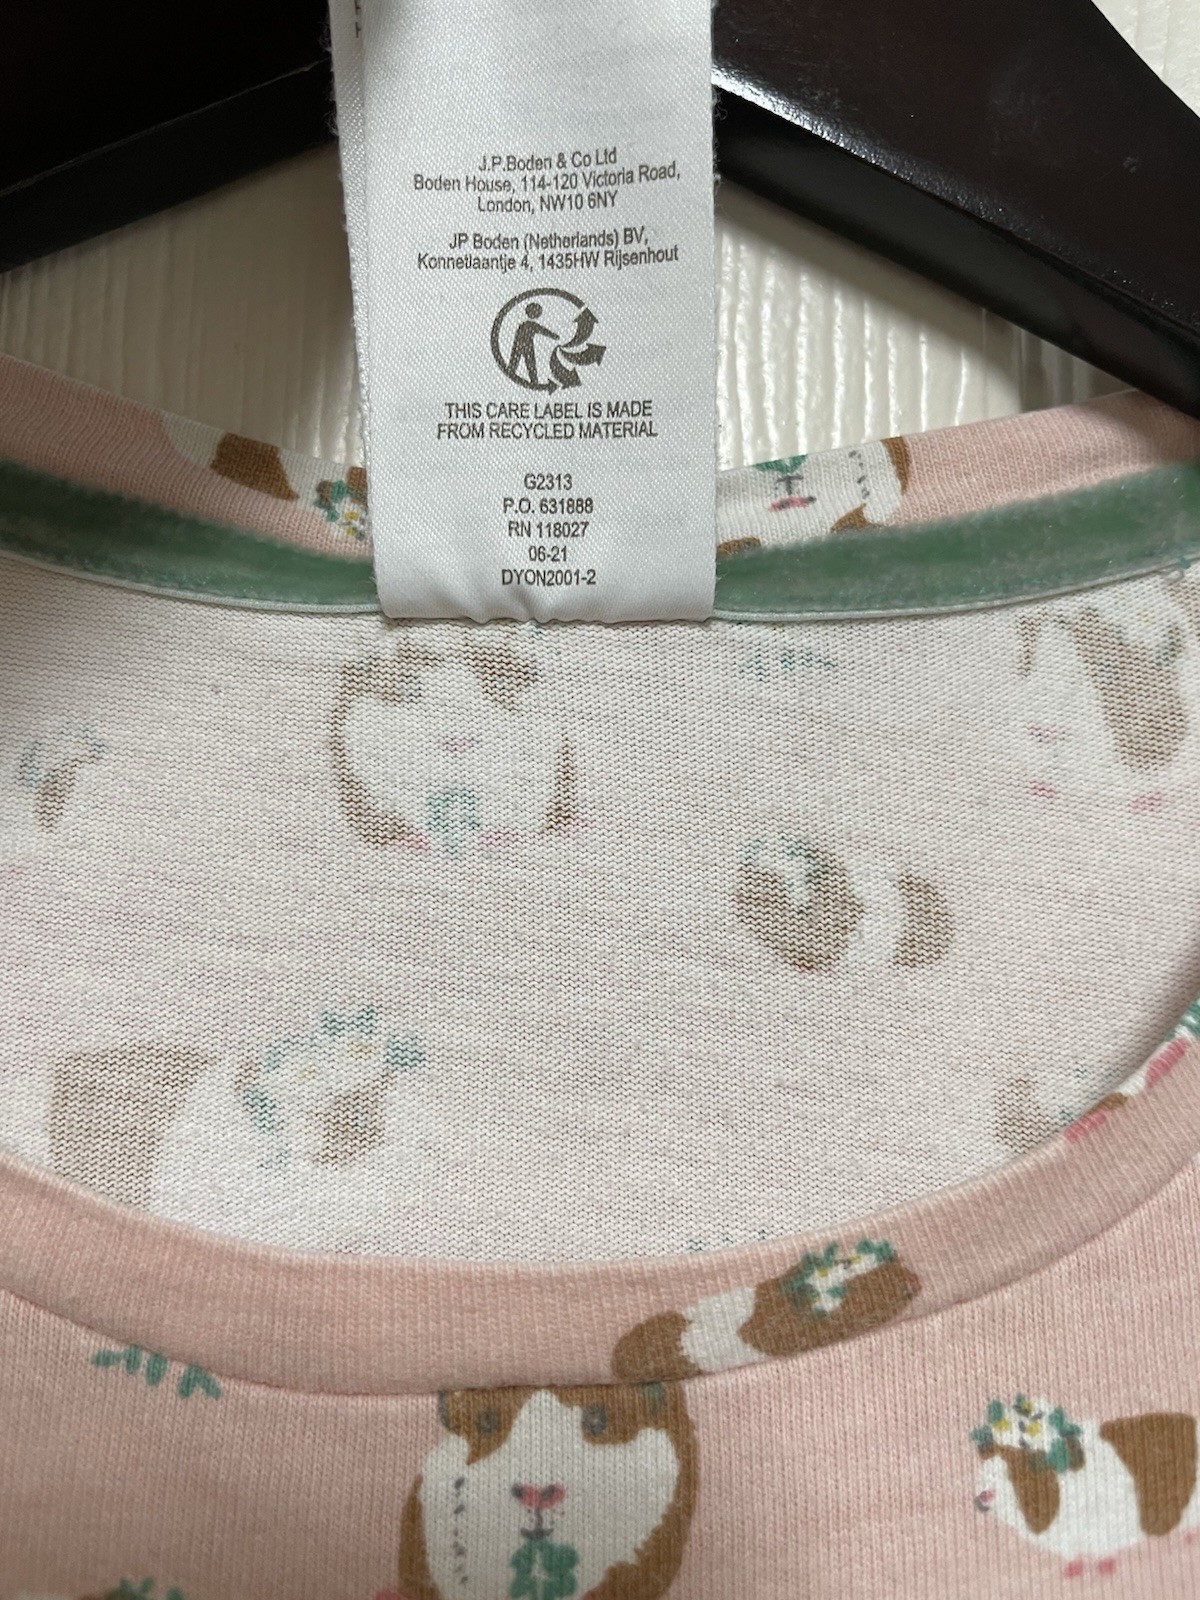 J.P.Boden & Co Ltd
Boden House, 114-120 Victoria Road,
London, NW10 6NY
JP Boden (Netherlands) BV,
Konnetlaantje 4, 1435HW Rijsenhout
THIS CARE LABEL IS MADE
FROM RECYCLED MATERIAL
G2313
P.O. 631888
RN 118027
06-21
DYON2001-2